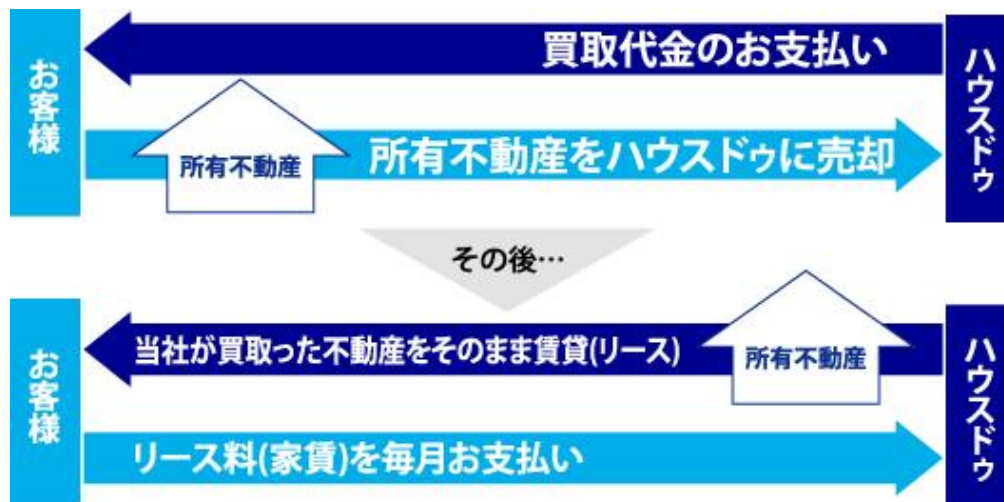 お客様
買取代金のお支払い
所有不動産
所有不動産をハウスドゥに売却
ハウスドゥ
その後…
お客様
当社が買取った不動産をそのまま賃貸(リース)
所有不動産
リース料(家賃)を毎月お支払い
ハウスドゥ